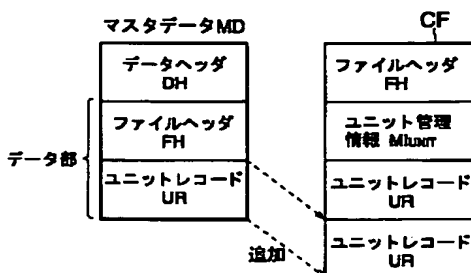 マスタデータMD
データヘッダ
DH
ファイルヘッダ
FH
ユニットレコード
UR
データ部
追加
CF
ファイルヘッダ
FH
ユニット管理
情報 MIUNIT
ユニットレコード
UR
ユニットレコード
UR